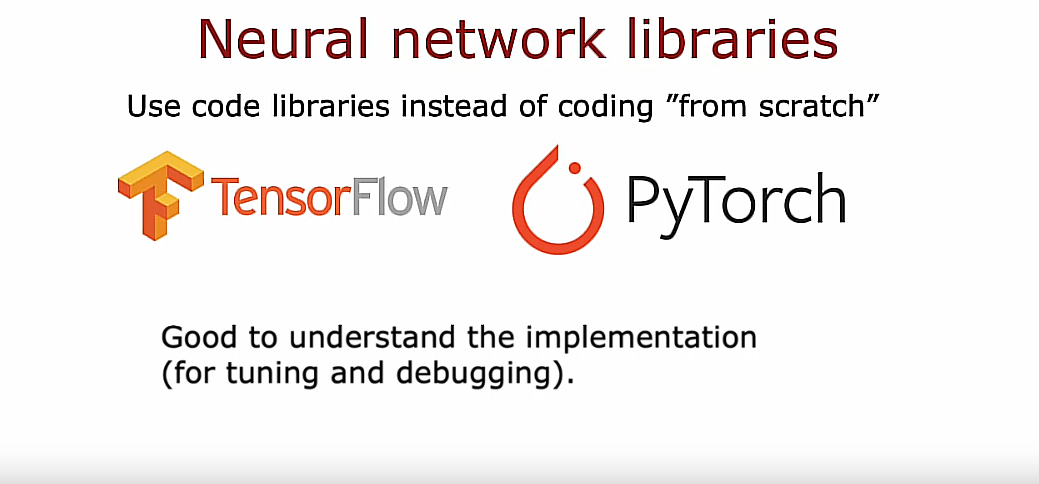 Neural network libraries
Use code libraries instead of coding ”from scratch”
TensorFlow
PyTorch
Good to understand the implementation
(for tuning and debugging).